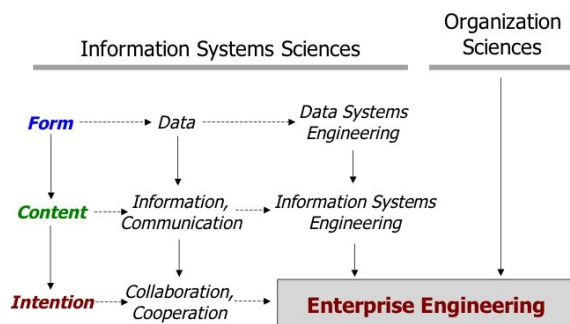 Organization
Sciences
Information Systems Sciences
Form
Data
Data Systems
Engineering
Content
Information,
Communication
Information Systems
Engineering
Intention
Collaboration,
Cooperation
Enterprise Engineering